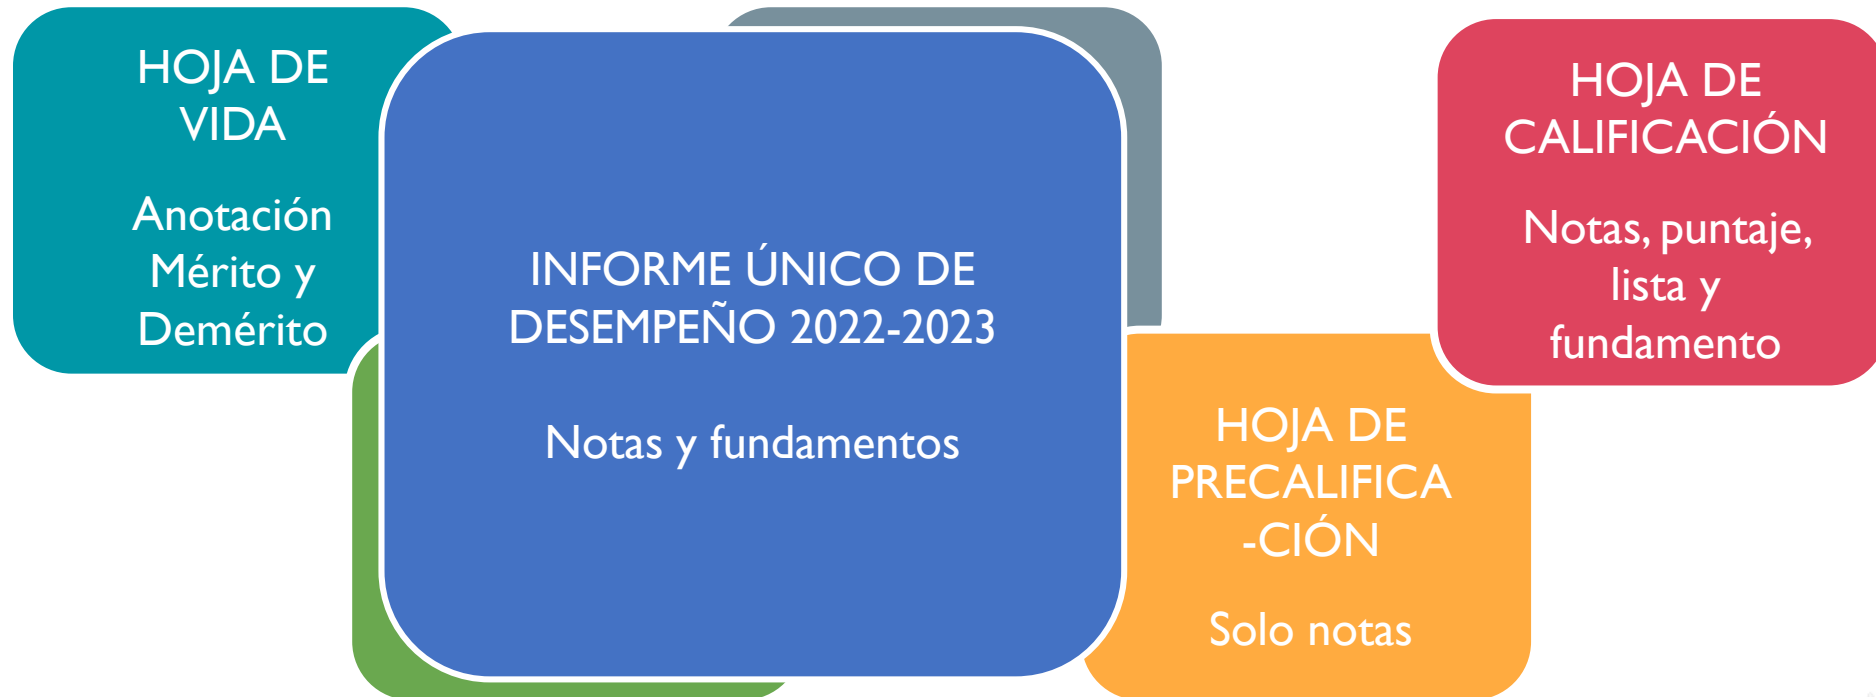 HOJA DE
VIDA
Anotación
Mérito y
Demérito
INFORME ÚNICO DE
DESEMPEÑO 2022-2023
Notas y fundamentos
HOJA DE
PRECALIFICA
-CIÓN
Solo notas
HOJA DE
CALIFICACIÓN
Notas, puntaje,
lista y
fundamento